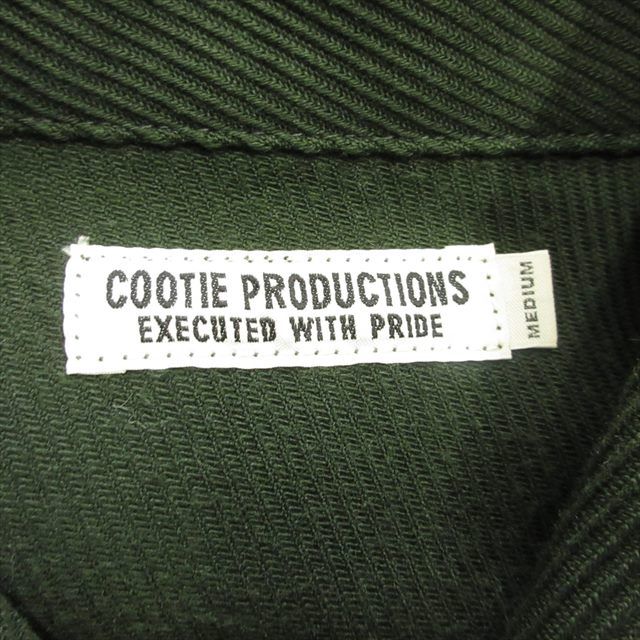 COOTIE PRODUCTIONS
EXECUTED WITH PRIDE
MEDIUM